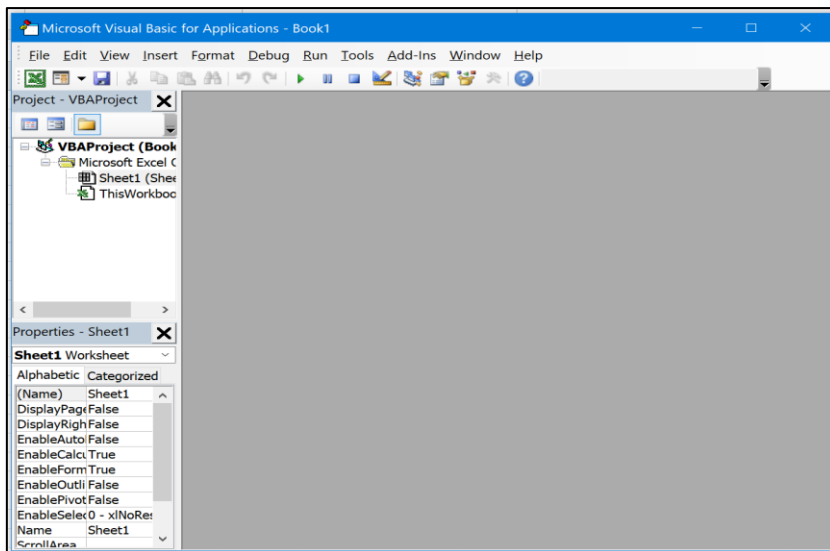 Microsoft Visual Basic for Applications - Book1
File Edit View Insert Format Debug Run Tools Add-Ins Window Help
Project - VBAProject
VBAProject (Book
Microsoft Excel O
Sheet1 (Shee
ThisWorkboo
Properties - Sheet1
Sheet1 Worksheet
Alphabetic Categorized
(Name) Sheet1
DisplayPage False
DisplayRigh False
EnableAuto False
EnableCalcu True
EnableForm True
EnableOutli False
EnablePivot False
EnableSelec 0 - xlNoRes
Name Sheet1
ScrollArea